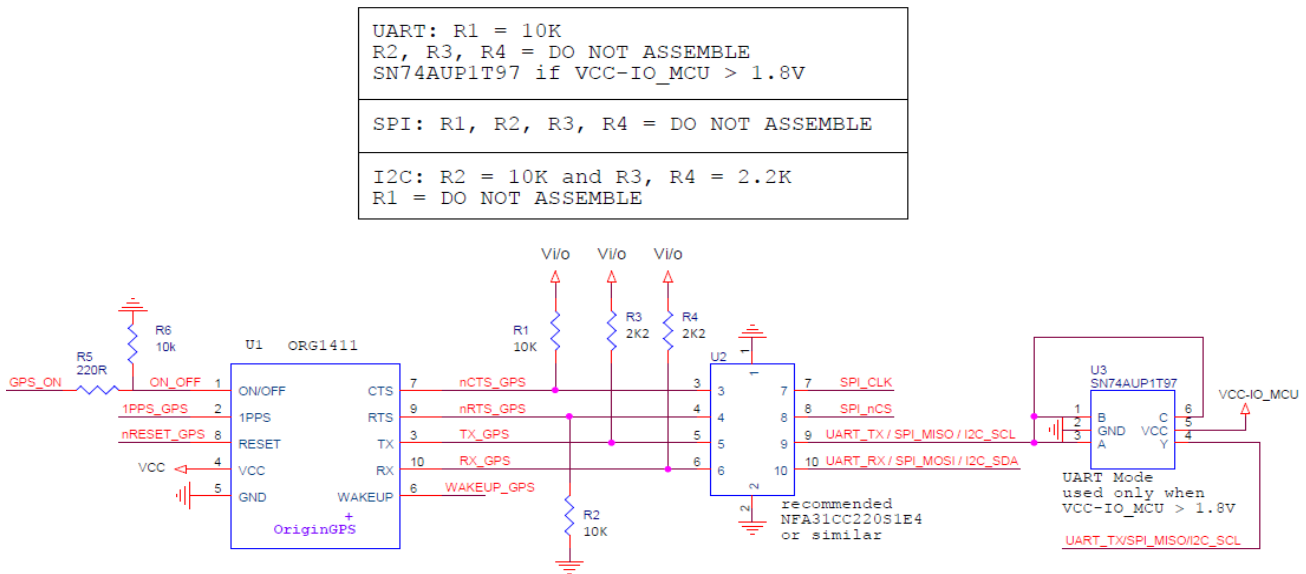 UART: R1 = 10K
R2, R3, R4 = DO NOT ASSEMBLE
SN74AUP1T97 if VCC-IO_MCU > 1.8V
SPI: R1, R2, R3, R4 = DO NOT ASSEMBLE
I2C: R2 = 10K and R3, R4 = 2.2K
R1 = DO NOT ASSEMBLE
Vi/o
Vi/o
Vi/o
R6
10k
R5
220R
GPS_ON
ON_OFF
1PPS_GPS
nRESET_GPS
VCC
U1 ORG1411
1 ON/OFF
2 1PPS
8 RESET
4 VCC
5 GND
CTS 7
RTS 9
TX 3
RX 10
WAKEUP 6
+
OriginGPS
nCTS_GPS
nRTS_GPS
TX_GPS
RX_GPS
WAKEUP_GPS
R1
10K
R3
2K2
R4
2K2
R2
10K
U2
1
1
3 3
4 4
5 5
6 6
7 7
8 8
9 9
10 10
2
2
SPI_CLK
SPI_nCS
UART_TX / SPI_MISO / I2C_SCL
UART_RX / SPI_MOSI / I2C_SDA
recommended
NFA31CC220S1E4
or similar
U3
SN74AUP1T97
1 B
2 GND
3 A
C 6
VCC 5
Y 4
VCC-IO_MCU
UART Mode
used only when
VCC-IO_MCU > 1.8V
UART_TX/SPI_MISO/I2C_SCL